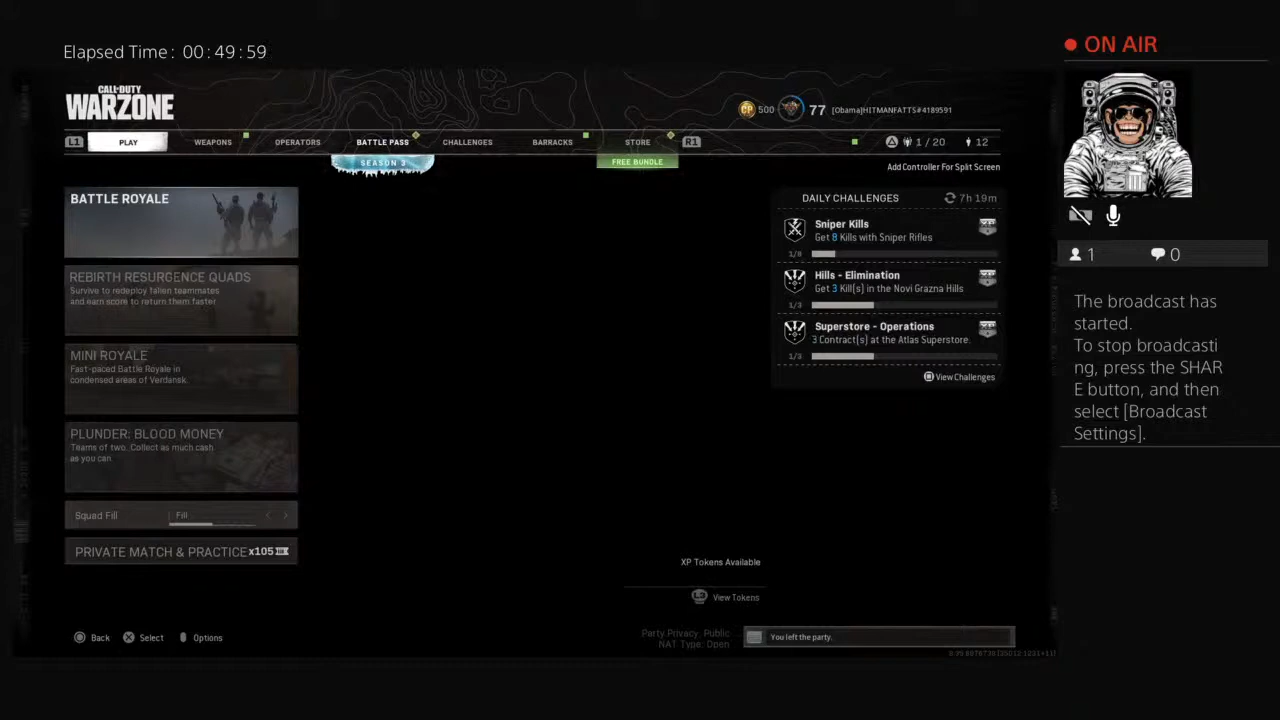 Elapsed Time: 00:49:59
ON AIR
CALL OF DUTY
WARZONE
CP 500 77 [Obama]HITMANFATTS#4189591
L1 PLAY WEAPONS OPERATORS BATTLE PASS CHALLENGES BARRACKS STORE R1 1 / 20 12
SEASON 3 FREE BUNDLE
Add Controller For Split Screen
BATTLE ROYALE
REBIRTH RESURGENCE QUADS
Survive to redeploy fallen teammates
and earn score to return them faster
MINI ROYALE
Fast-paced Battle Royale in
condensed areas of Verdansk.
PLUNDER: BLOOD MONEY
Teams of two. Collect as much cash
as you can.
Squad Fill Fill
PRIVATE MATCH & PRACTICE x105
DAILY CHALLENGES 7h 19m
Sniper Kills
Get 8 Kills with Sniper Rifles
1/8
Hills - Elimination
Get 3 Kill(s) in the Novi Grazna Hills
1/3
Superstore - Operations
3 Contract(s) at the Atlas Superstore.
1/3
View Challenges
1 0
The broadcast has
started.
To stop broadcasti
ng, press the SHAR
E button, and then
select [Broadcast
Settings].
XP Tokens Available
L3 View Tokens
Back Select Options
Party Privacy: Public
NAT Type: Open
You left the party.